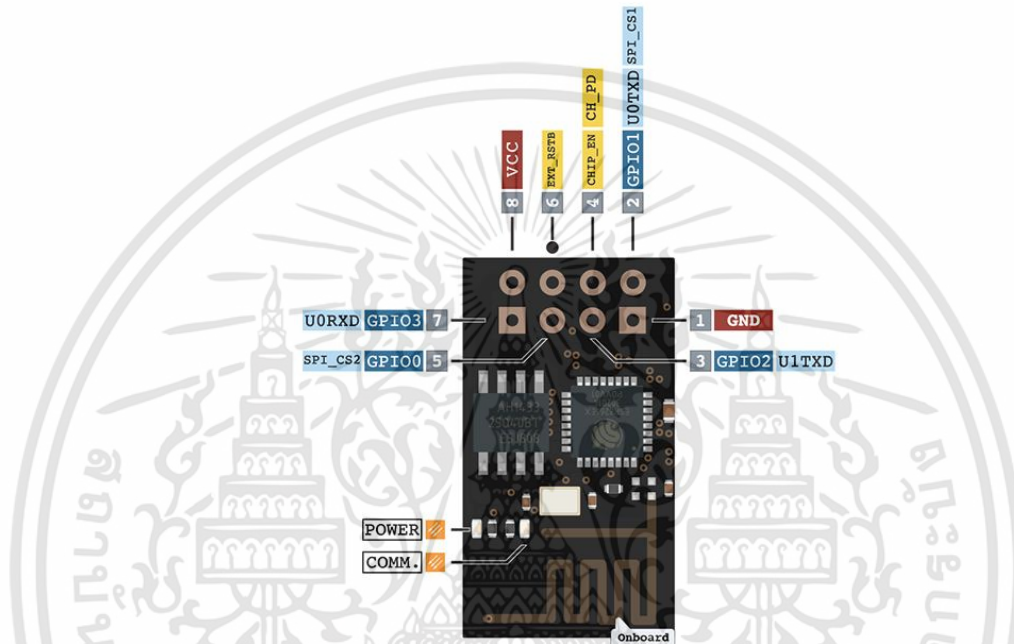 8 VCC
6 EXT_RSTB
4 CHIP_EN CH_PD
2 GPIO1 U0TXD SPI_CS1
U0RXD GPIO3 7
1 GND
SPI_CS2 GPIO0 5
3 GPIO2 U1TXD
POWER
COMM.
Onboard